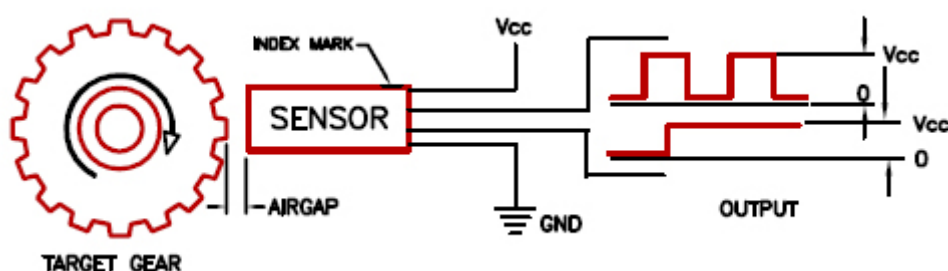 INDEX MARK
Vcc
SENSOR
Vcc
0
Vcc
0
AIRGAP
GND
OUTPUT
TARGET GEAR